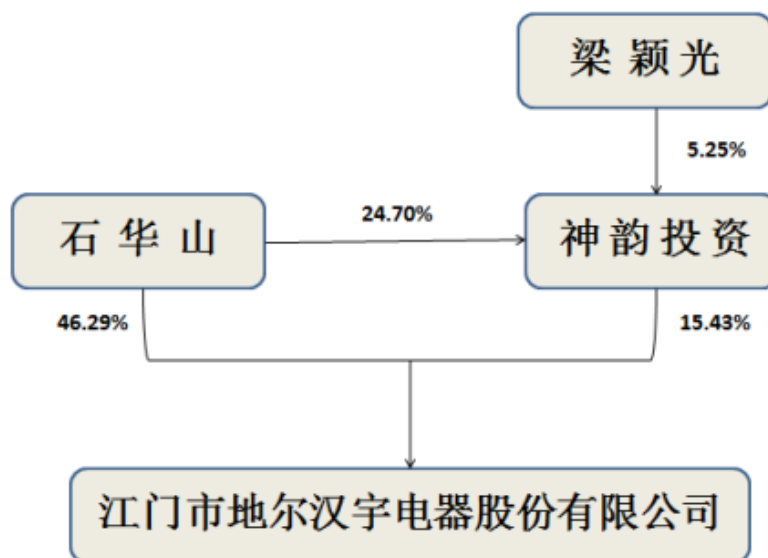 梁颖光
5.25%
石华山
24.70%
神韵投资
46.29%
15.43%
江门市地尔汉宇电器股份有限公司